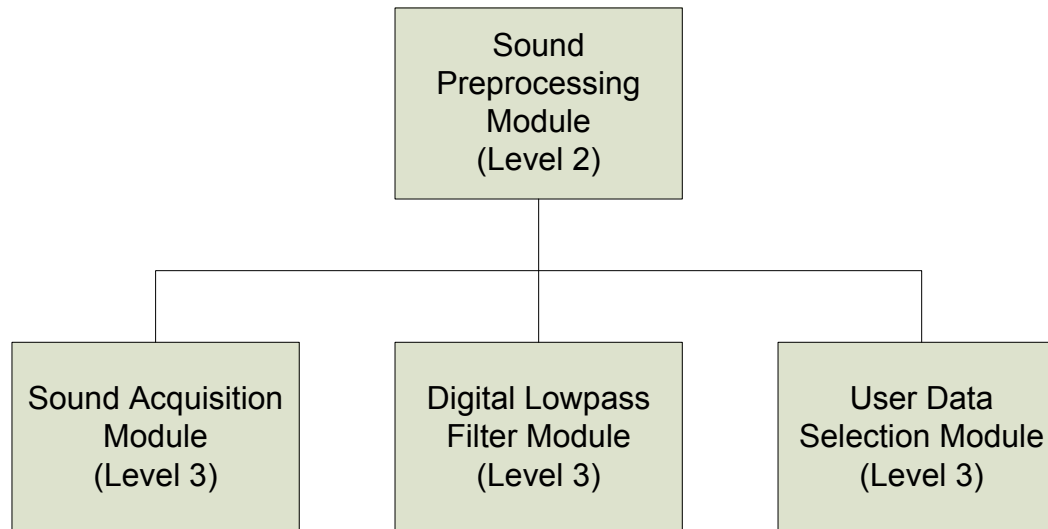 Sound
Preprocessing
Module
(Level 2)
Sound Acquisition
Module
(Level 3)
Digital Lowpass
Filter Module
(Level 3)
User Data
Selection Module
(Level 3)